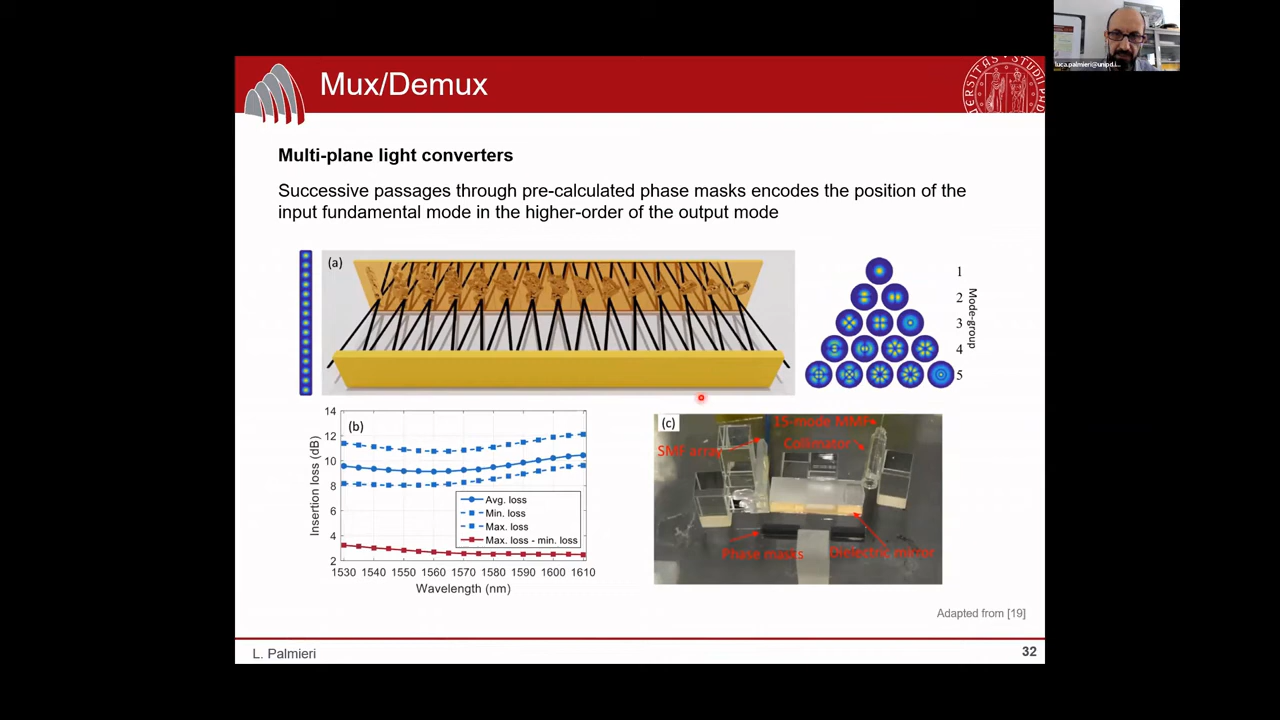 luca.palmieri@unipd.i...
Mux/Demux
Multi-plane light converters
Successive passages through pre-calculated phase masks encodes the position of the
input fundamental mode in the higher-order of the output mode
(a)
1
2
3
4
5
Mode-group
(b)
14
12
10
8
6
4
2
Insertion loss (dB)
Avg. loss
Min. loss
Max. loss
Max. loss - min. loss
1530 1540 1550 1560 1570 1580 1590 1600 1610
Wavelength (nm)
(c)
15-mode MMF
Collimator
SMF array
Phase masks
Dielectric mirror
Adapted from [19]
L. Palmieri
32